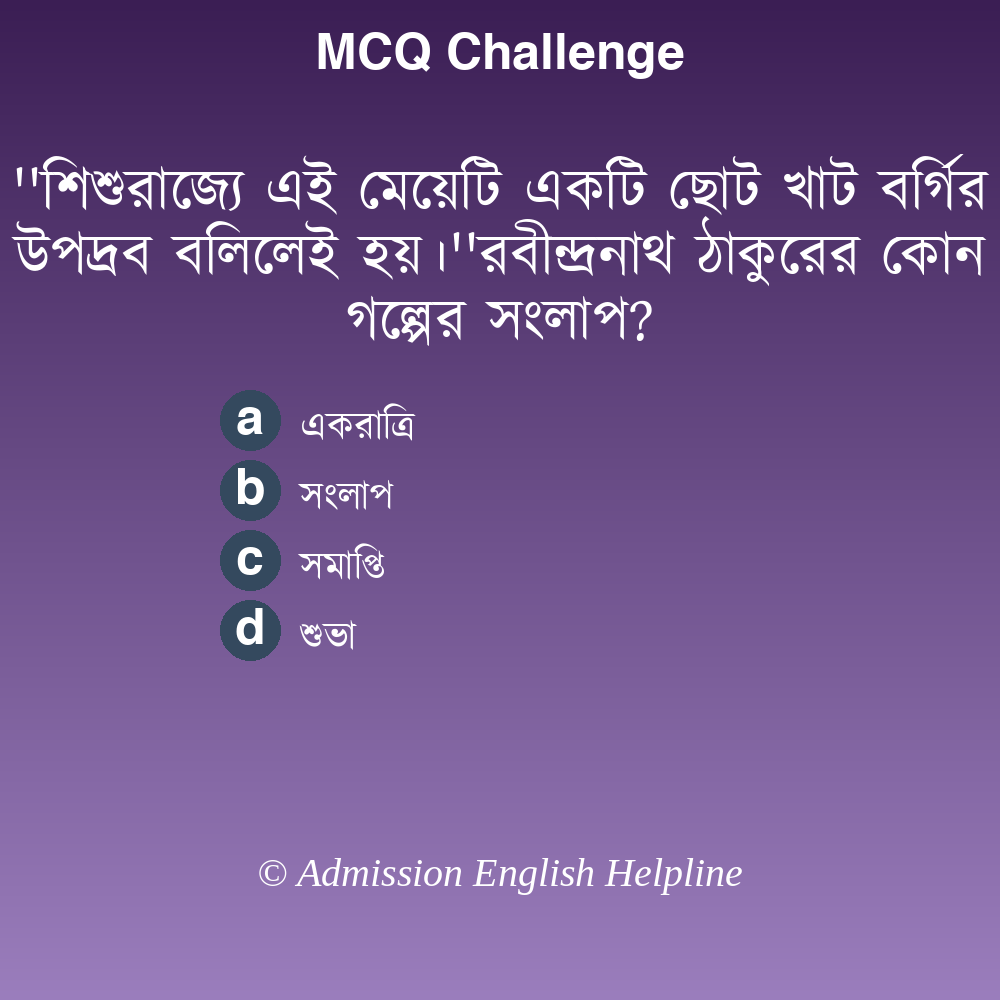 MCQ Challenge
''শিশুরাজ্যে এই মেয়েটি একটি ছোট খাট বর্গির
উপদ্রব বলিলেই হয়।''রবীন্দ্রনাথ ঠাকুরের কোন
গল্পের সংলাপ?
a একরাত্রি
b সংলাপ
c সমাপ্তি
d শুভা
© Admission English Helpline